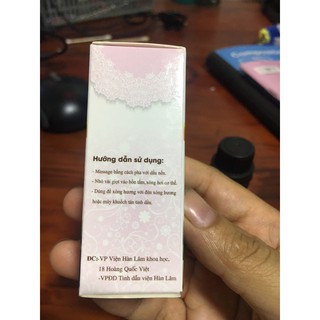 Hướng dẫn sử dụng:
- Massage bằng cách pha với dầu nền.
- Nhỏ vài giọt vào bồn tắm, xông hơi cơ thể.
- Dùng để xông hương với đèn xông hương
hoặc máy khuếch tán tinh dầu.
ĐC:- VP Viện Hàn Lâm khoa học,
18 Hoàng Quốc Việt
-VPDD Tinh dầu viện Hàn Lâm